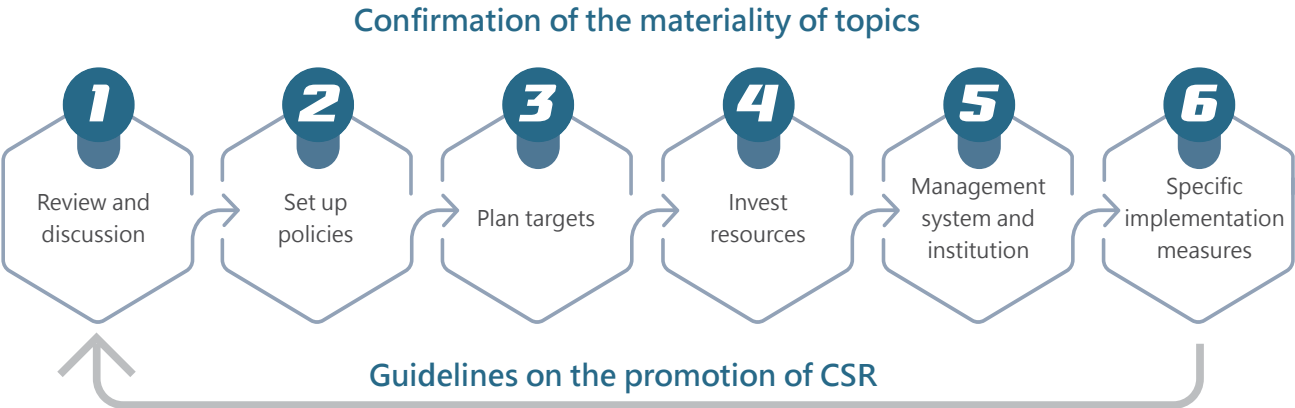 Confirmation of the materiality of topics
1
Review and
discussion
2
Set up
policies
3
Plan targets
4
Invest
resources
5
Management
system and
institution
6
Specific
implementation
measures
Guidelines on the promotion of CSR